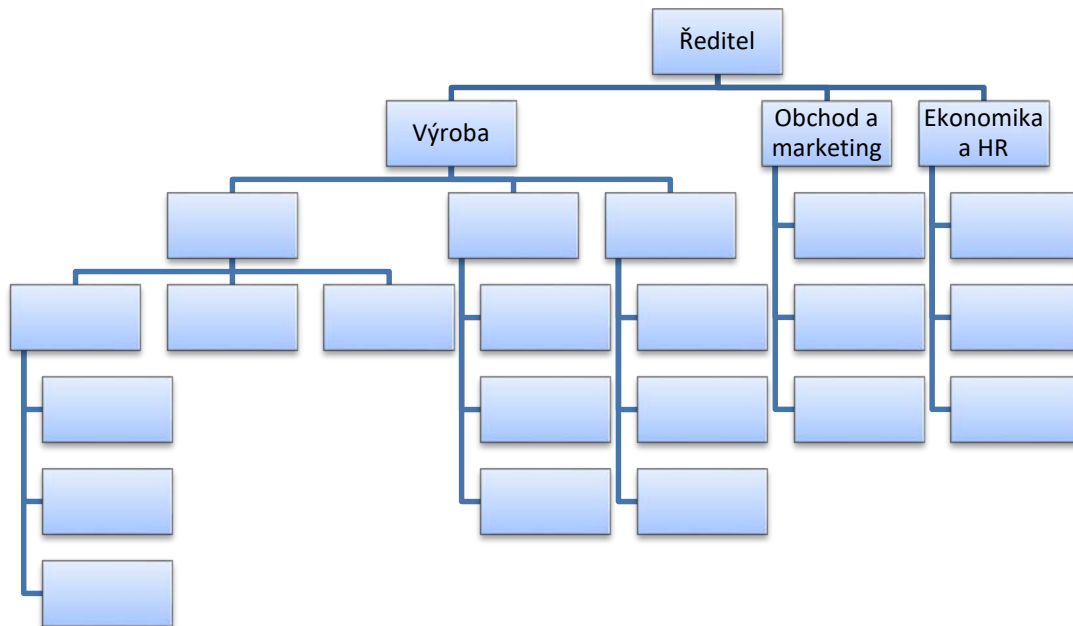 Ředitel
Výroba
Obchod a
marketing
Ekonomika
a HR